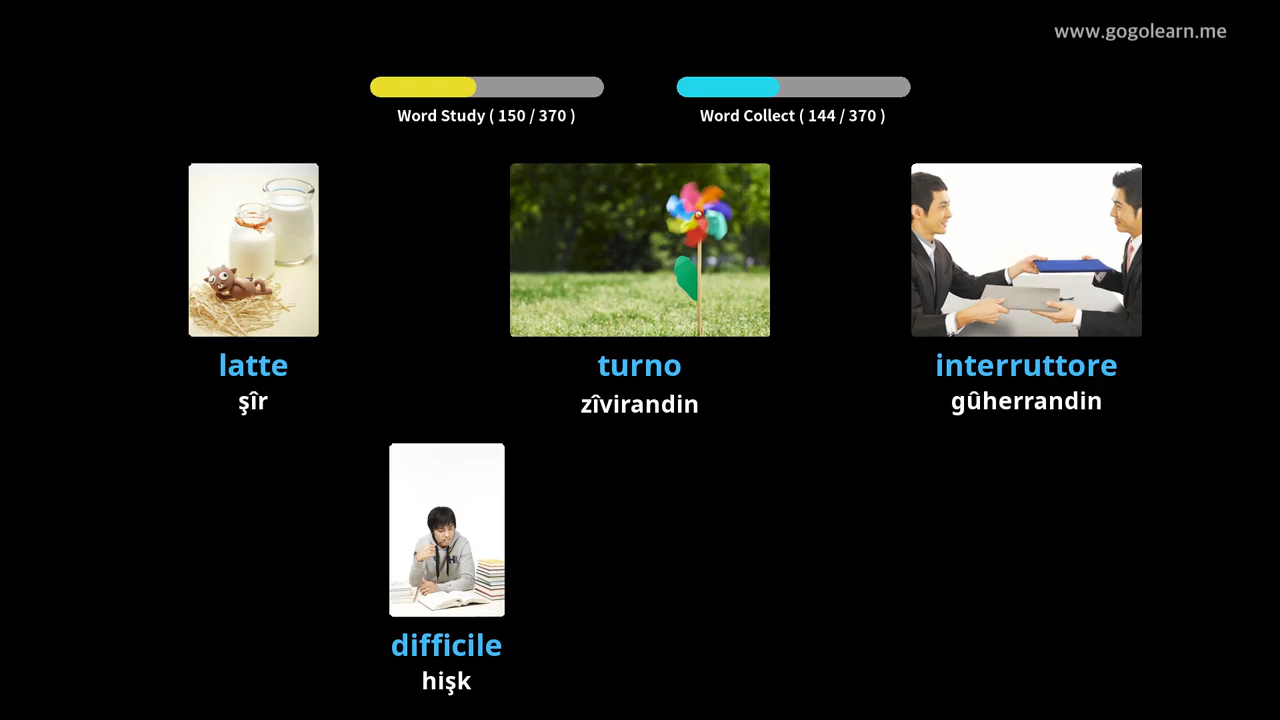 www.gogolearn.me
Word Study ( 150 / 370 )
Word Collect ( 144 / 370 )
latte
şîr
turno
zîvirandin
interruttore
gûherrandin
difficile
hişk